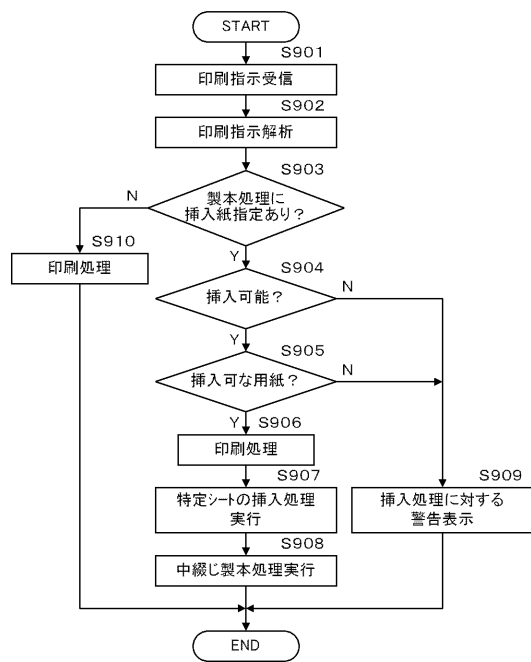 START
S901
印刷指示受信
S902
印刷指示解析
S903
製本処理に
挿入紙指定あり？
N
Y
S910
印刷処理
S904
挿入可能？
N
Y
S905
挿入可な用紙？
N
Y
S906
印刷処理
S907
特定シートの挿入処理
実行
S909
挿入処理に対する
警告表示
S908
中綴じ製本処理実行
END